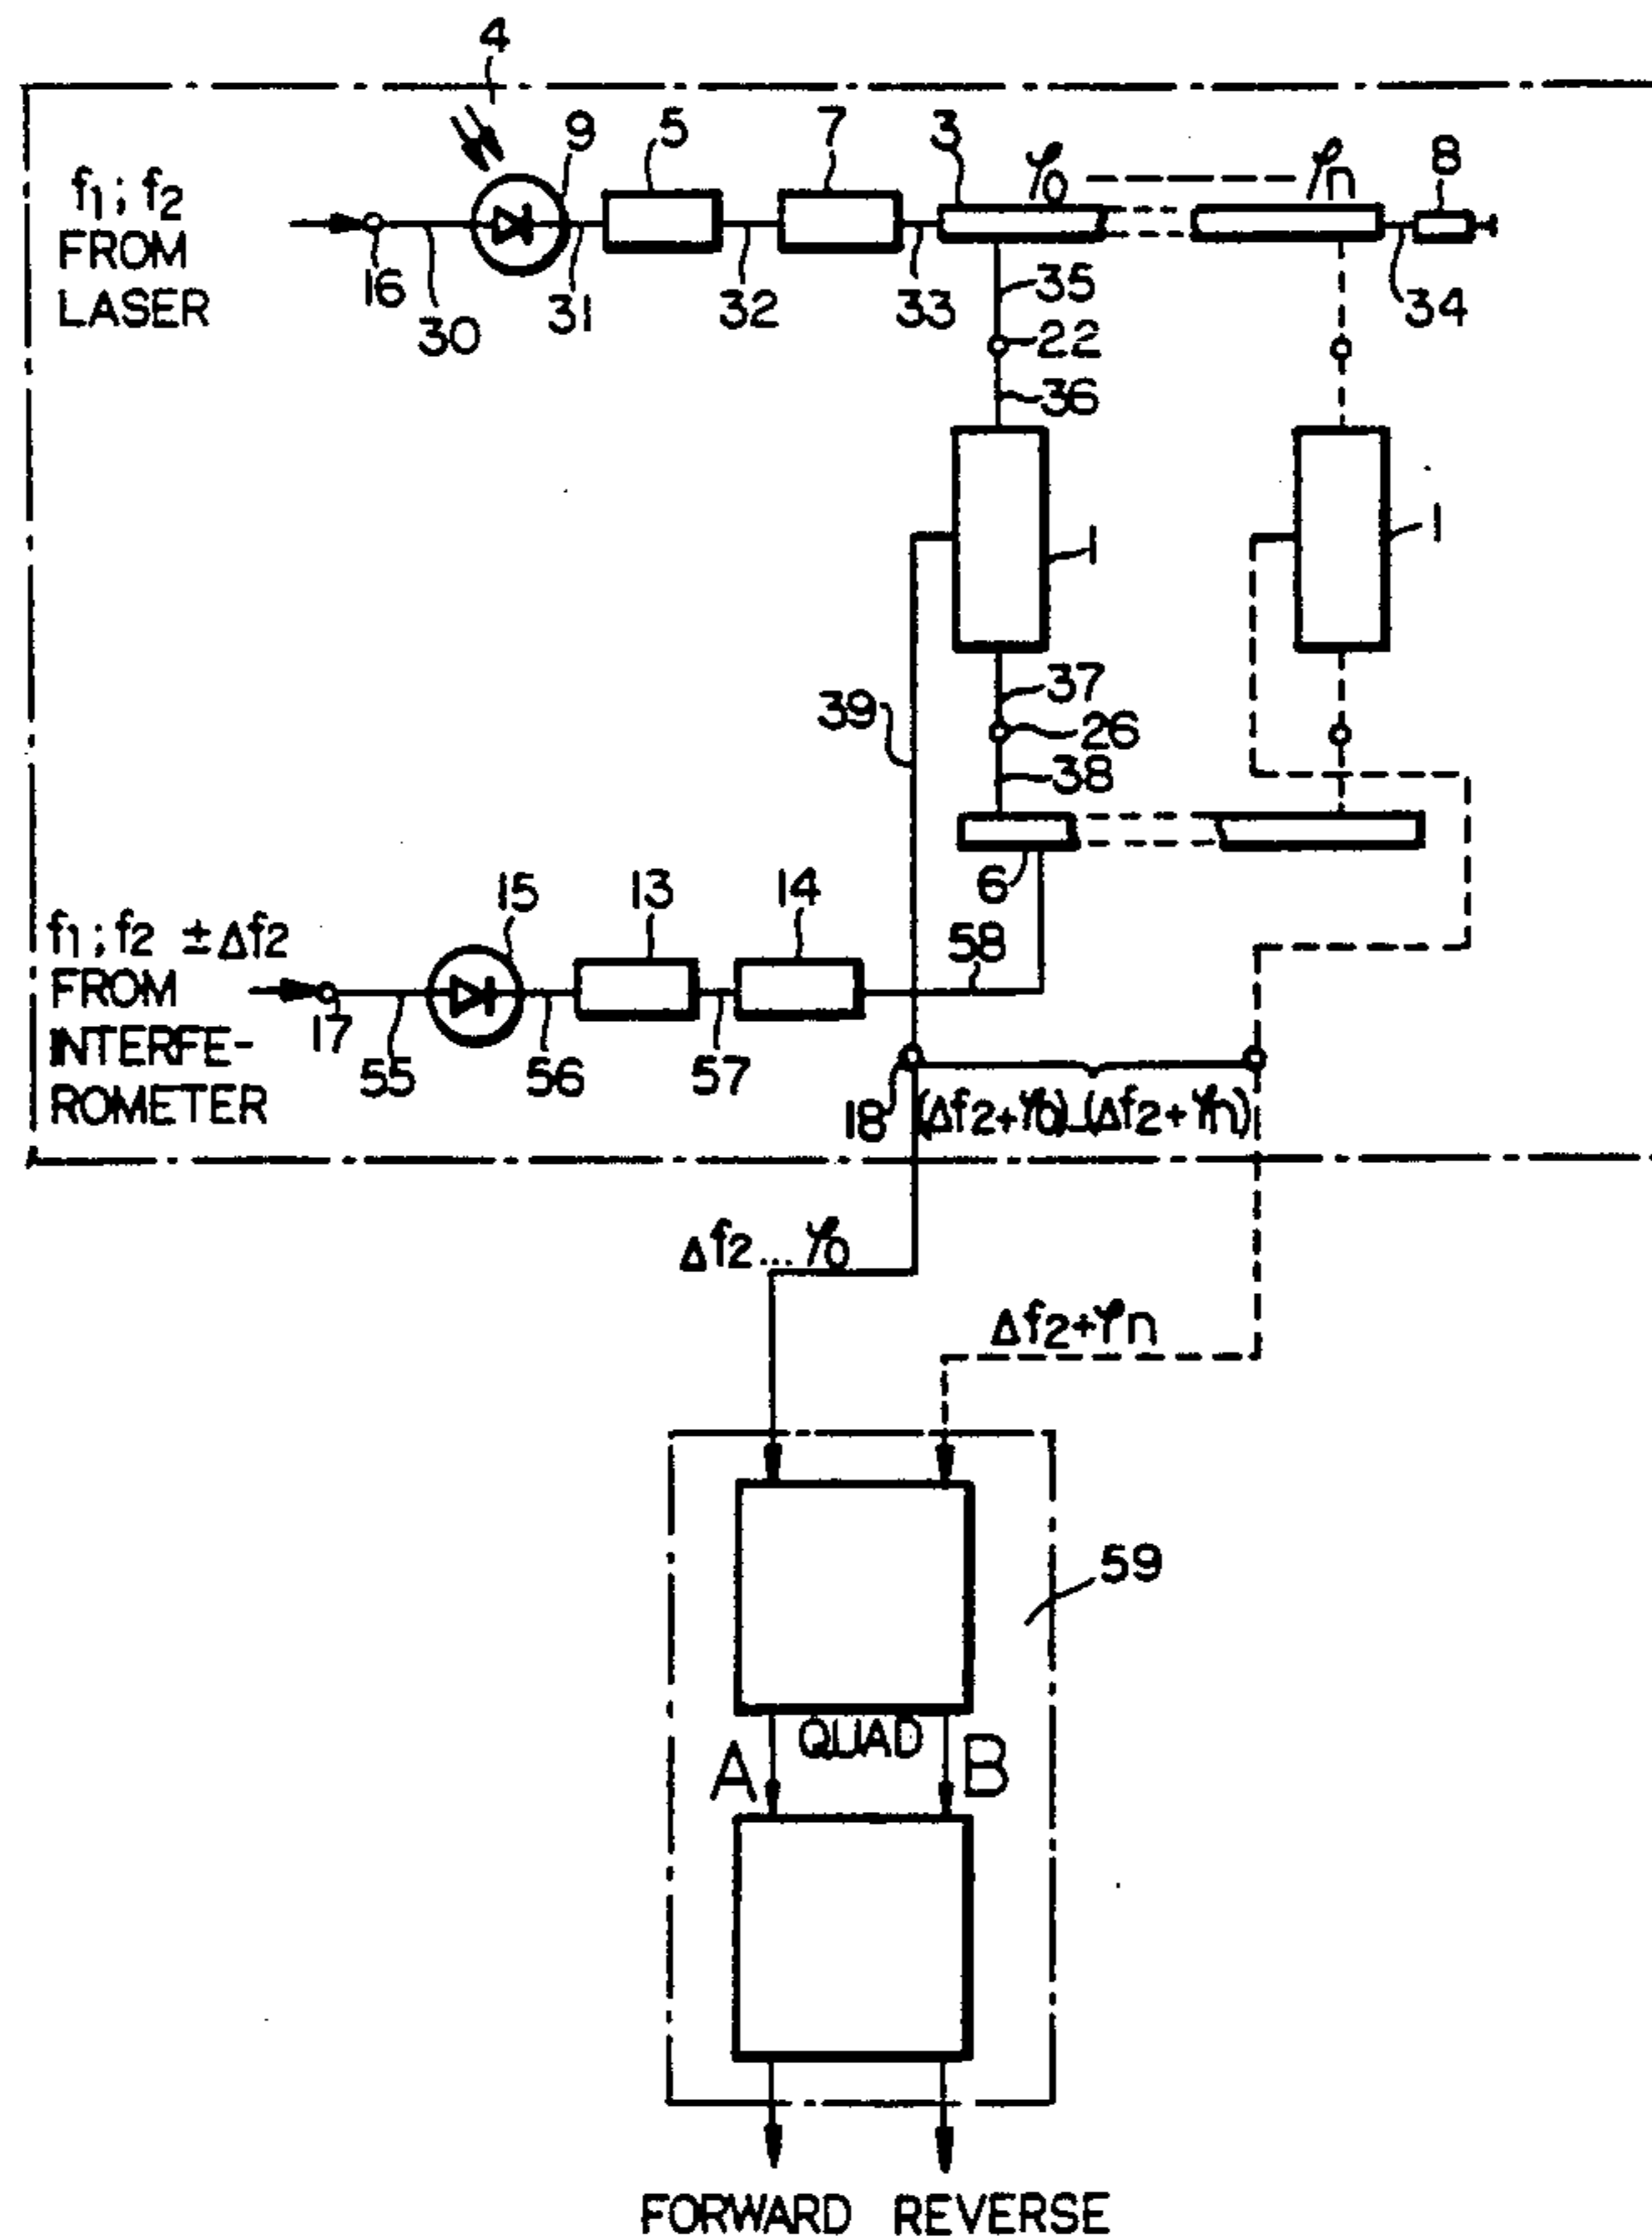 4
9 5 7 3 φ0 φn 8
f1; f2
FROM
LASER
16 30 31 32 33 35 34
22
36
1 1
37
39 26
38
6
15 13 14
f1; f2 ±Δf2
FROM
INTERFE-
ROMETER
58
17 55 56 57
18 (Δf2+φ0)_(Δf2+φn)
Δf2...φ0
Δf2+φn
59
QUAD
A B
FORWARD REVERSE